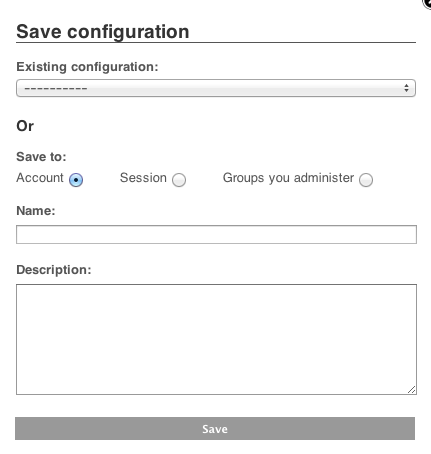 Save configuration
Existing configuration:
----------
Or
Save to:
Account Session Groups you administer
Name:
Description:
Save